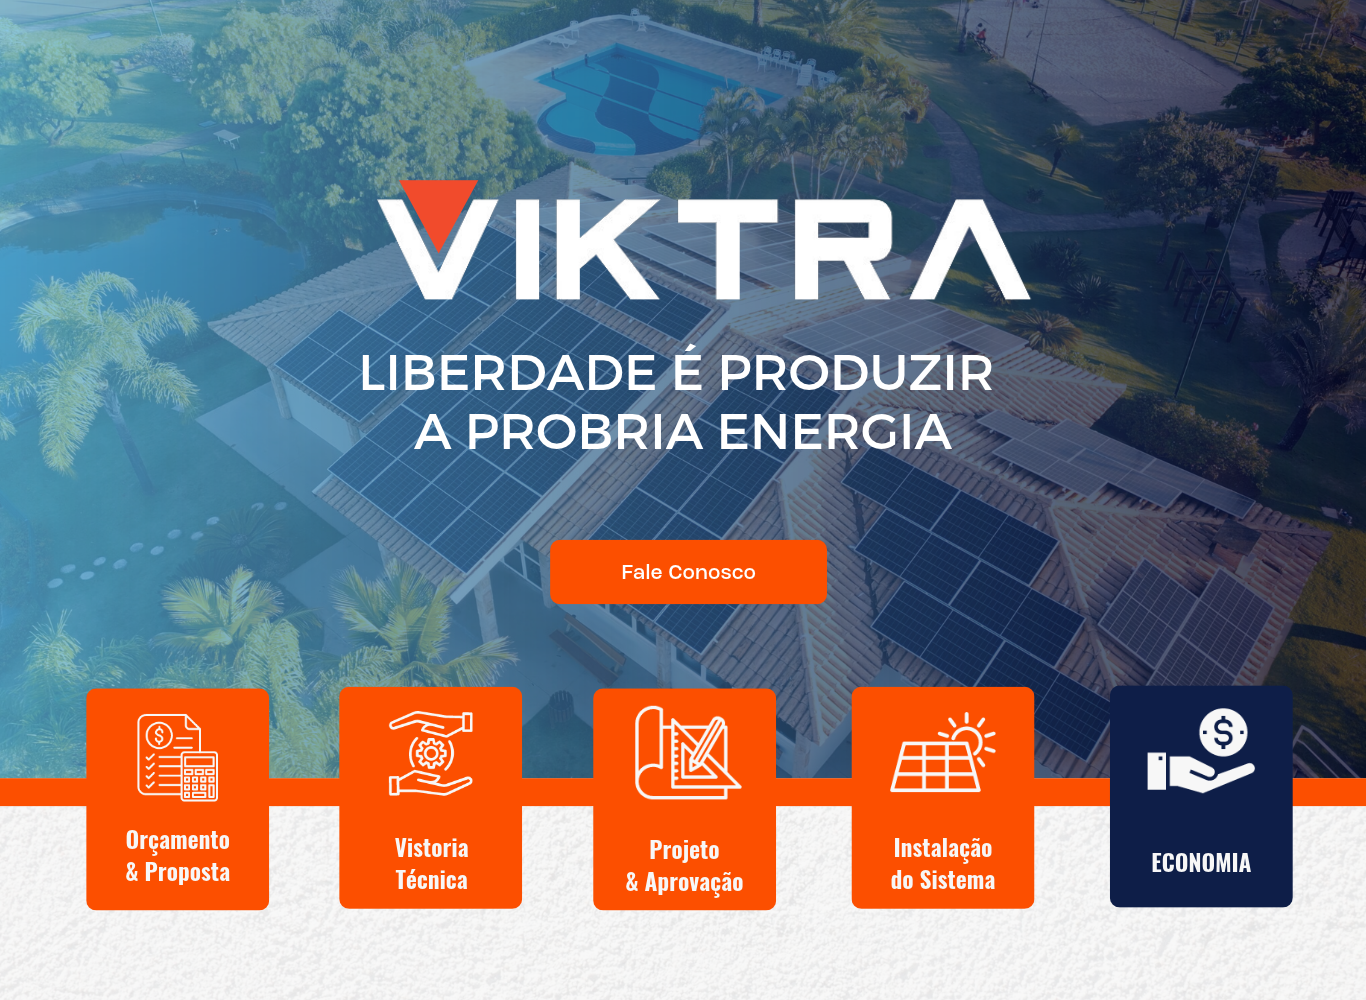 VIKTRA
LIBERDADE É PRODUZIR
A PROBRIA ENERGIA
Fale Conosco
Orçamento
& Proposta
Vistoria
Técnica
Projeto
& Aprovação
Instalação
do Sistema
ECONOMIA